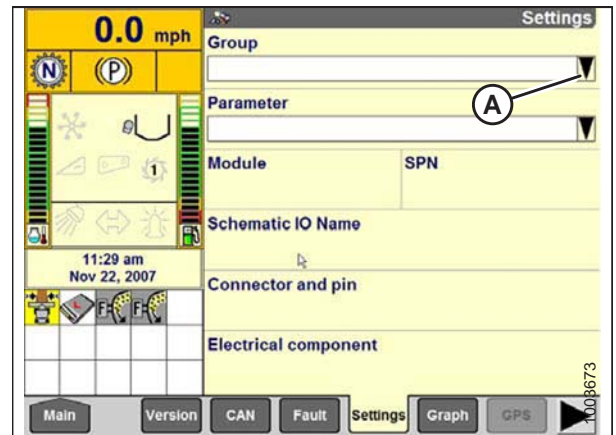 0.0 mph
N
(P)
1
11:29 am
Nov 22, 2007
F
F
Settings
Group
A
Parameter
Module
SPN
Schematic IO Name
Connector and pin
Electrical component
Main
Version
CAN
Fault
Settings
Graph
GPS
1003673